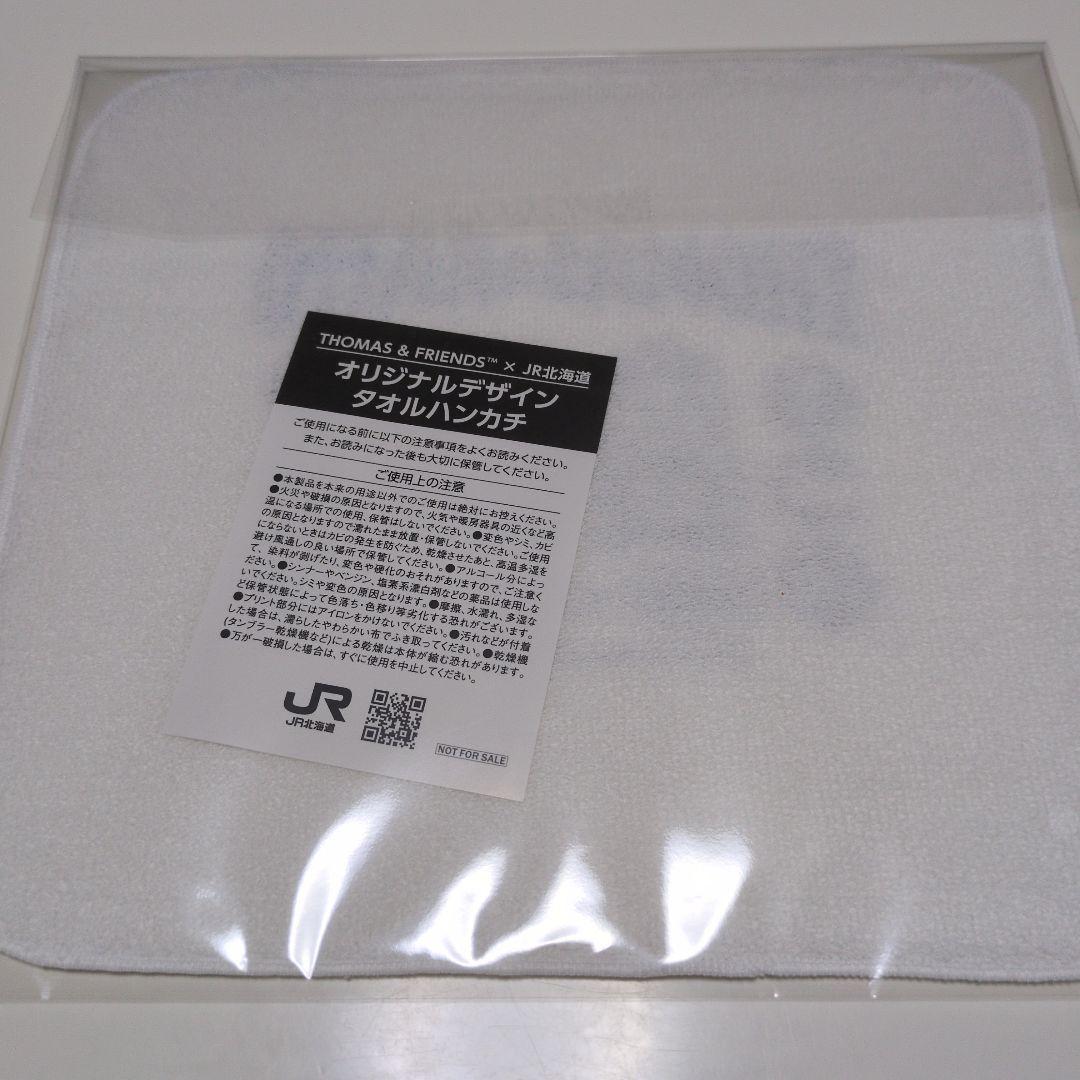 THOMAS & FRIENDS™ × JR北海道
オリジナルデザイン
タオルハンカチ
ご使用になる前に以下の注意事項をよくお読みください。
また、お読みになった後も大切に保管してください。
ご使用上の注意
●本製品を本来の用途以外でのご使用は絶対にお控えください。
●火災や破損の原因となりますので、火気や暖房器具の近くなど高
温になる場所での使用、保管はしないでください。●変色やシミ、カビ
の原因となりますので濡れたまま放置・保管しないでください。ご使用
にならないときはカビの発生を防ぐため、乾燥させたあと、高温多湿を
避け風通しの良い場所で保管してください。●アルコール分によっ
て、染料が剥げたり、変色や硬化のおそれがありますので、ご注意く
ださい。●シンナーやベンジン、塩素系漂白剤などの薬品は使用しな
いでください。シミや変色の原因となります。●摩擦、水濡れ、多湿な
ど保管状態によって色落ち・色移り等劣化する恐れがございます。
●プリント部分にはアイロンをかけないでください。●汚れなどが付着
した場合は、濡らしたやわらかい布でふき取ってください。●乾燥機
(タンブラー乾燥機など)による乾燥は本体が縮む恐れがあります。
●万が一破損した場合は、すぐに使用を中止してください。
JR
JR北海道
NOT FOR SALE